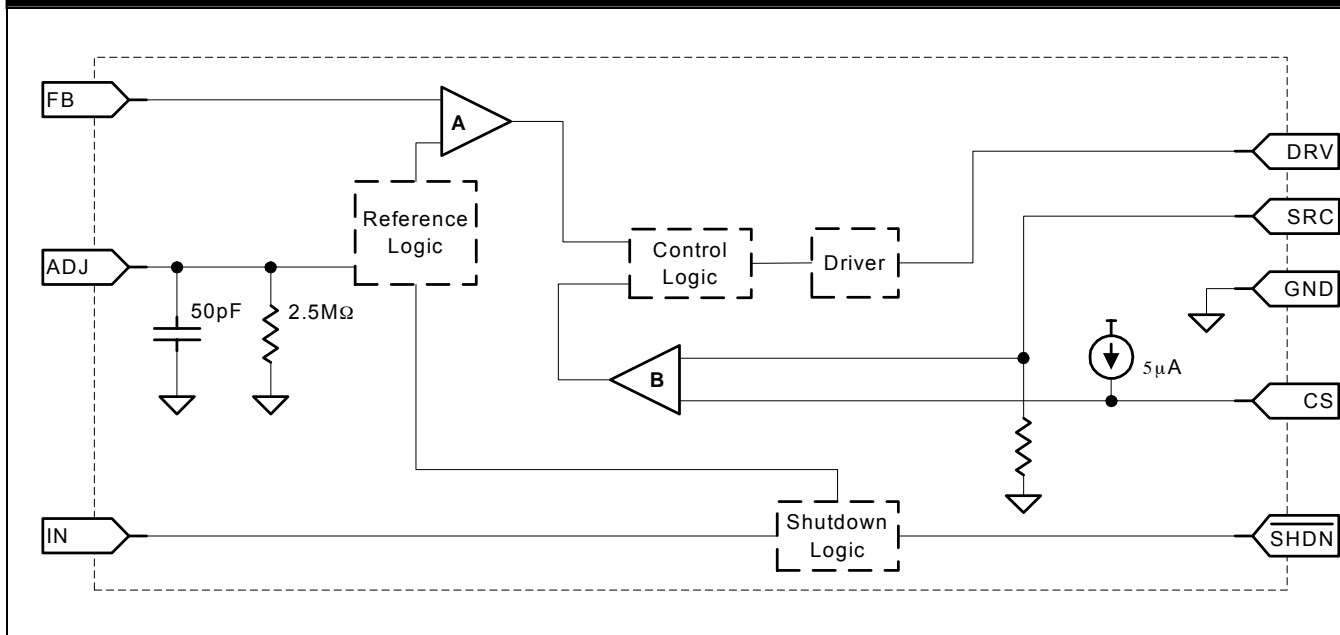 FB
A
DRV
SRC
Reference
Logic
Control
Logic
Driver
ADJ
GND
50pF
2.5MΩ
B
5μA
CS
IN
Shutdown
Logic
SHDN